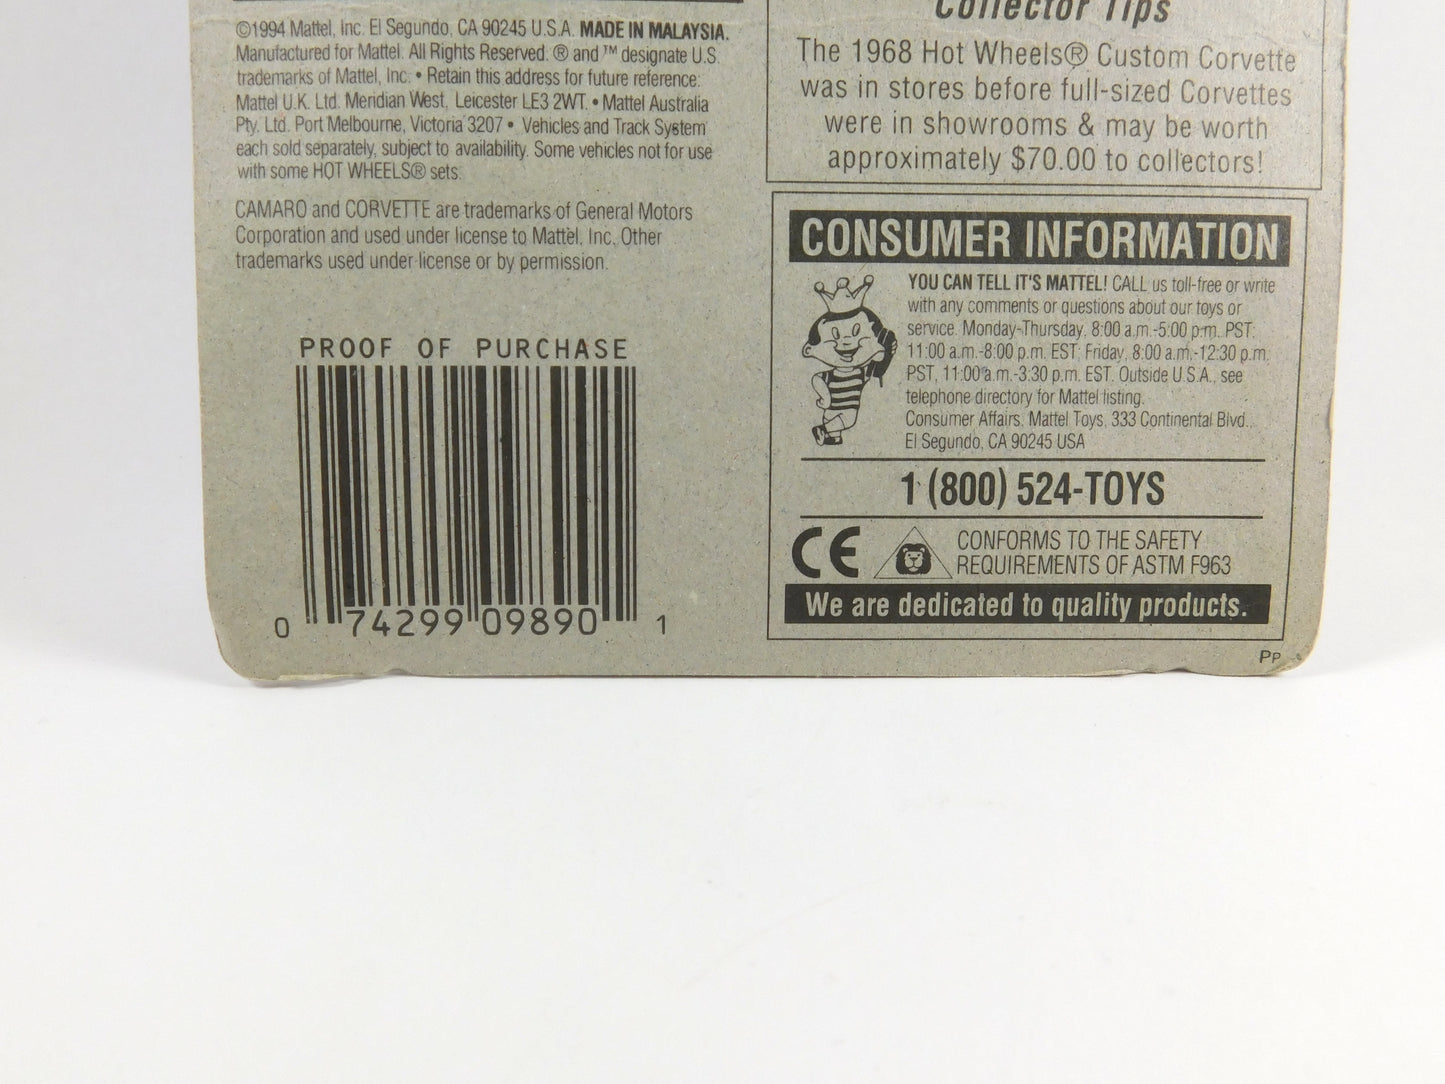 ©1994 Mattel, Inc. El Segundo, CA 90245 U.S.A. MADE IN MALAYSIA.
Manufactured for Mattel. All Rights Reserved. ® and ™ designate U.S.
trademarks of Mattel, Inc. • Retain this address for future reference:
Mattel U.K. Ltd. Meridian West, Leicester LE3 2WT. • Mattel Australia
Pty. Ltd. Port Melbourne, Victoria 3207 • Vehicles and Track System
each sold separately, subject to availability. Some vehicles not for use
with some HOT WHEELS® sets.
CAMARO and CORVETTE are trademarks of General Motors
Corporation and used under license to Mattel, Inc. Other
trademarks used under license or by permission.
PROOF OF PURCHASE
0 74299 09890 1
Collector Tips
The 1968 Hot Wheels® Custom Corvette
was in stores before full-sized Corvettes
were in showrooms & may be worth
approximately $70.00 to collectors!
CONSUMER INFORMATION
YOU CAN TELL IT'S MATTEL! CALL us toll-free or write
with any comments or questions about our toys or
service. Monday-Thursday, 8:00 a.m.-5:00 p.m. PST;
11:00 a.m.-8:00 p.m. EST; Friday, 8:00 a.m.-12:30 p.m.
PST, 11:00 a.m.-3:30 p.m. EST. Outside U.S.A., see
telephone directory for Mattel listing.
Consumer Affairs, Mattel Toys, 333 Continental Blvd.,
El Segundo, CA 90245 USA
1 (800) 524-TOYS
CE
CONFORMS TO THE SAFETY
REQUIREMENTS OF ASTM F963
We are dedicated to quality products.
PP